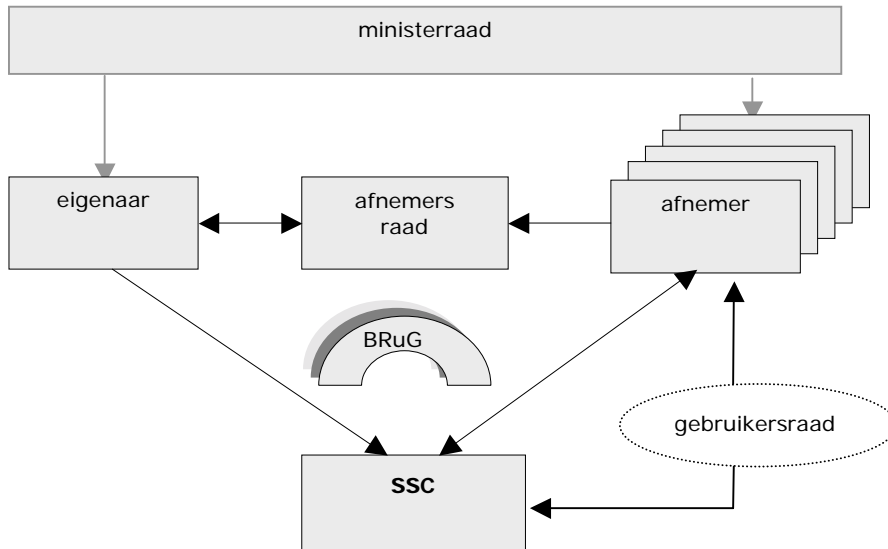 ministerraad
eigenaar
afnemers
raad
afnemer
BRuG
gebruikersraad
SSC